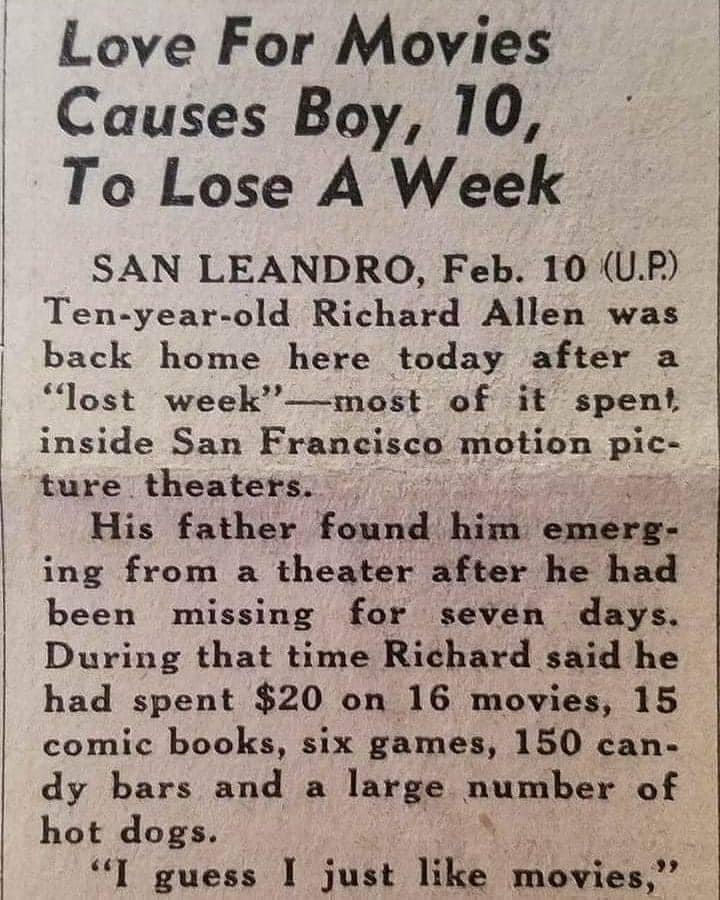 Love For Movies
Causes Boy, 10,
To Lose A Week
SAN LEANDRO, Feb. 10 (U.P.)
Ten-year-old Richard Allen was
back home here today after a
“lost week”—most of it spent
inside San Francisco motion pic-
ture theaters.
His father found him emerg-
ing from a theater after he had
been missing for seven days.
During that time Richard said he
had spent $20 on 16 movies, 15
comic books, six games, 150 can-
dy bars and a large number of
hot dogs.
“I guess I just like movies,”